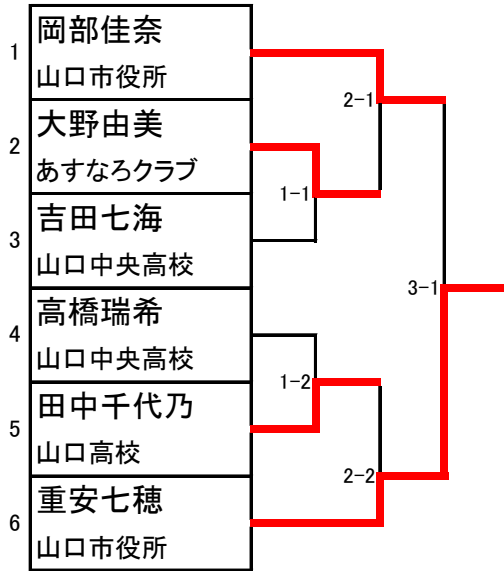 1
岡部佳奈
山口市役所
2
大野由美
あすなろクラブ
3
吉田七海
山口中央高校
4
高橋瑞希
山口中央高校
5
田中千代乃
山口高校
6
重安七穂
山口市役所
2-1
1-1
3-1
1-2
2-2